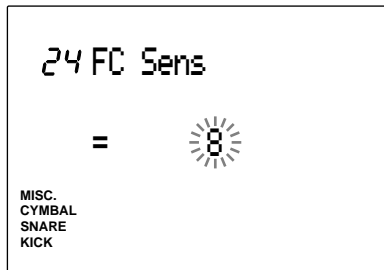 24 FC Sens
= 8
MISC.
CYMBAL
SNARE
KICK